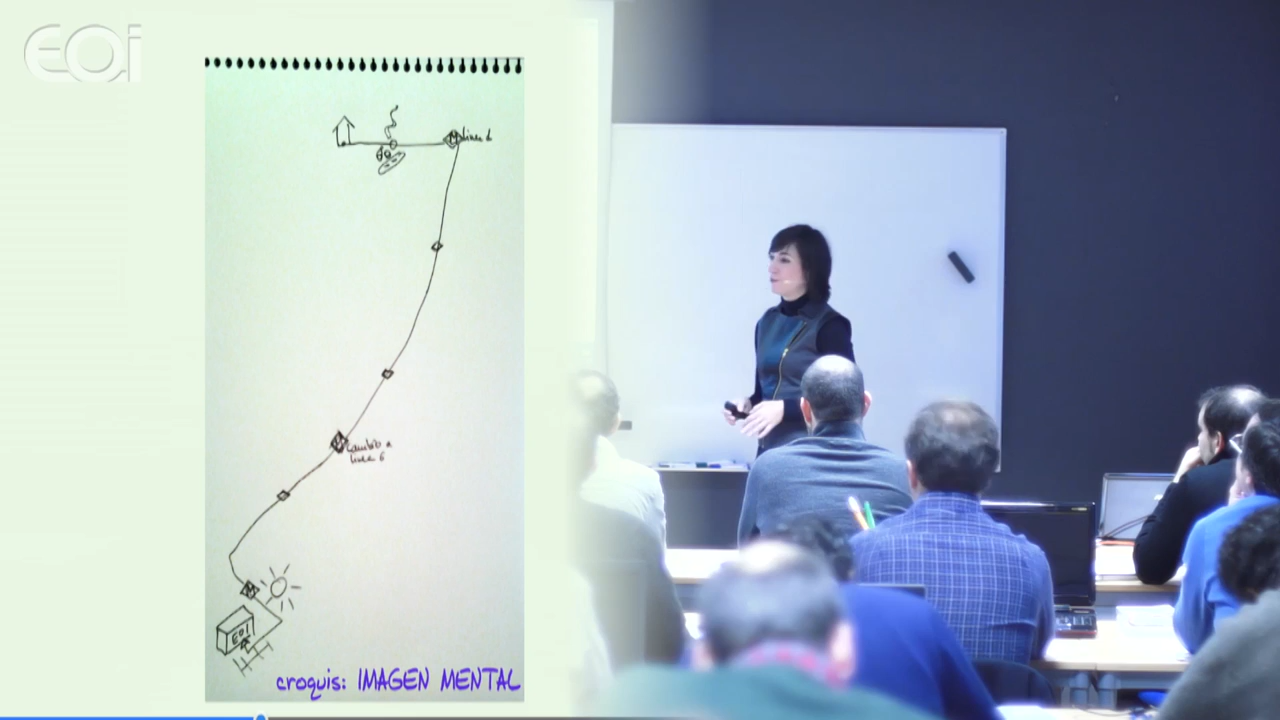 EOi
M línea 6
Cambio a
línea 6
EOI
croquis: IMAGEN MENTAL